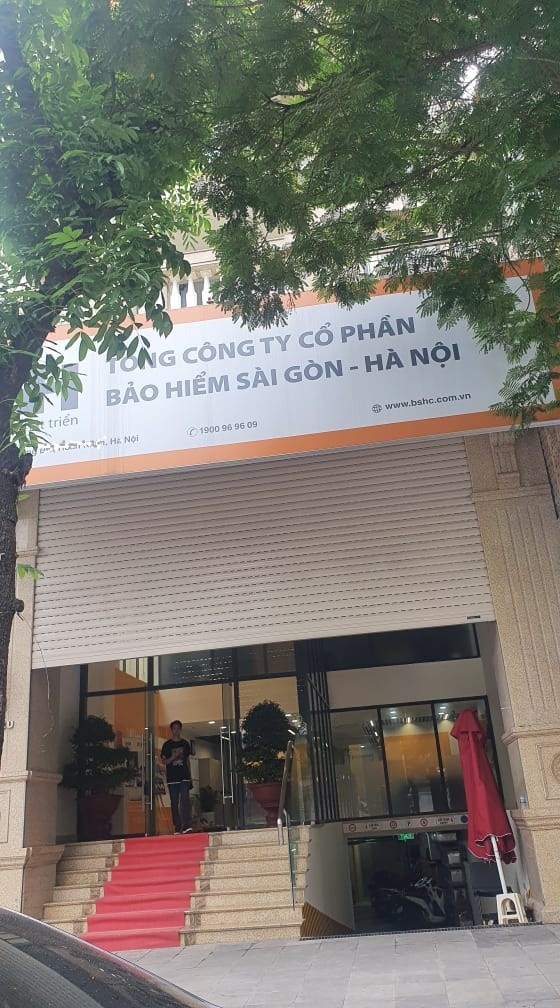 TỔNG CÔNG TY CỔ PHẦN
BẢO HIỂM SÀI GÒN - HÀ NỘI
triển
Hà Nội
1900 96 96 09
www.bshc.com.vn